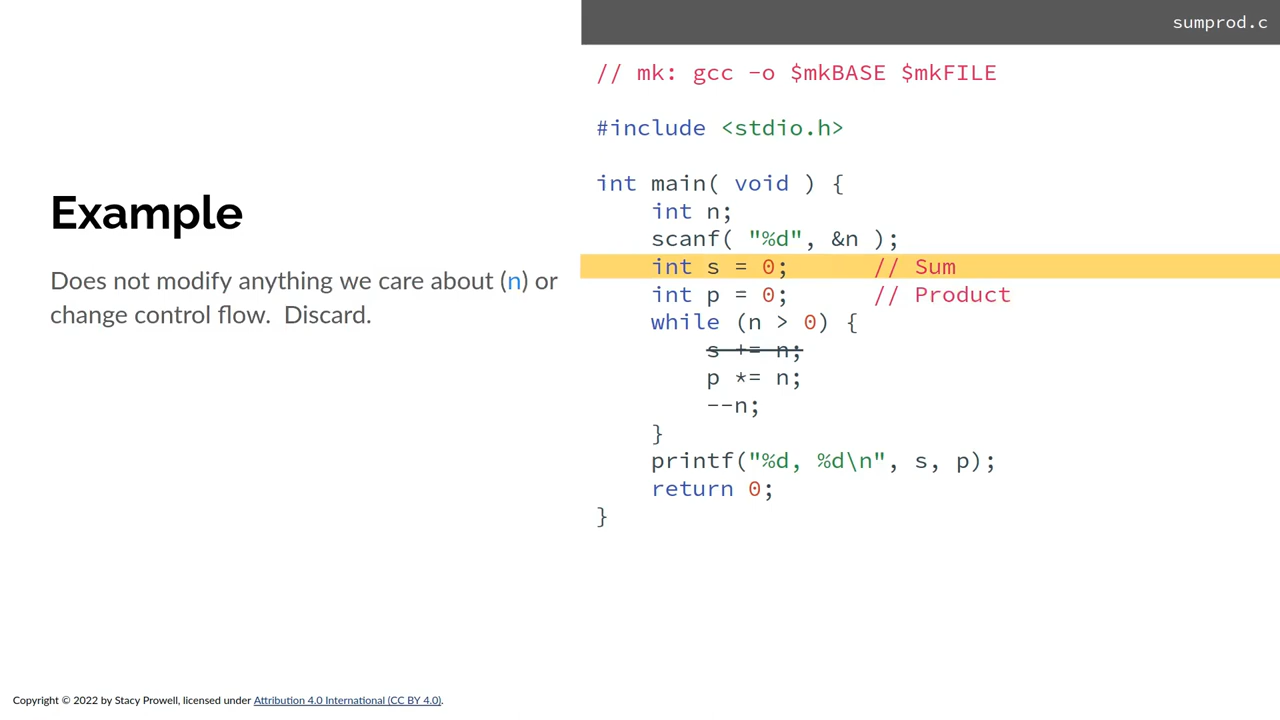 sumprod.c
Example
Does not modify anything we care about (n) or
change control flow.  Discard.
// mk: gcc -o $mkBASE $mkFILE
#include <stdio.h>
int main( void ) {
    int n;
    scanf( "%d", &n );
    int s = 0;      // Sum
    int p = 0;      // Product
    while (n > 0) {
        s += n;
        p *= n;
        --n;
    }
    printf("%d, %d\n", s, p);
    return 0;
}
Copyright © 2022 by Stacy Prowell, licensed under Attribution 4.0 International (CC BY 4.0).